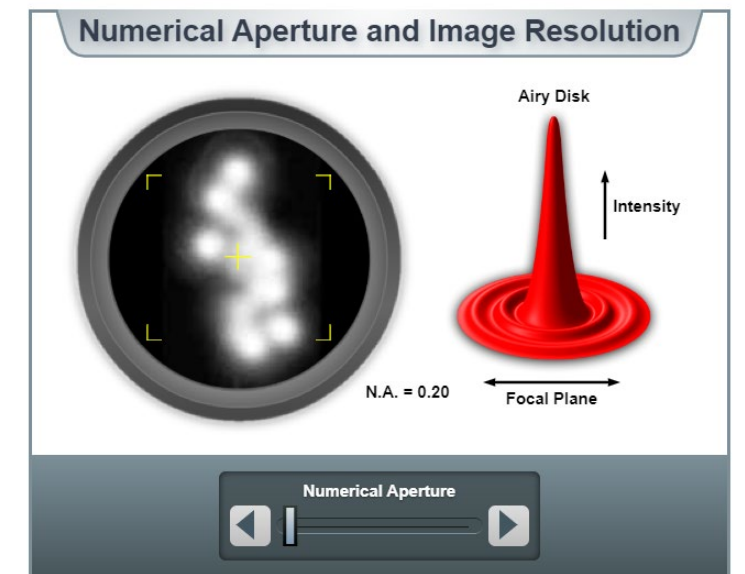 Numerical Aperture and Image Resolution
Airy Disk
Intensity
N.A. = 0.20
Focal Plane
Numerical Aperture